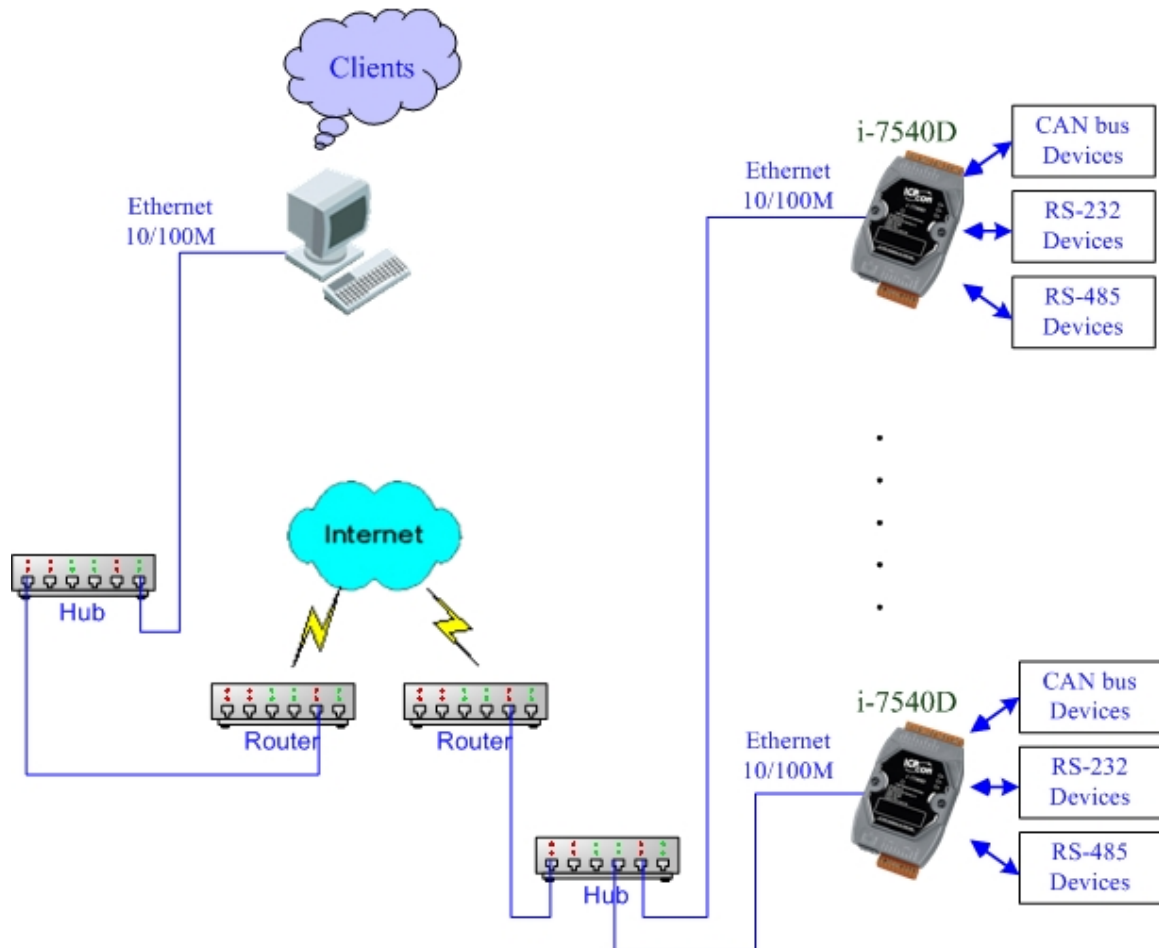 Clients
i-7540D
CAN bus
Devices
Ethernet
10/100M
Ethernet
10/100M
RS-232
Devices
RS-485
Devices
Internet
Hub
Router
Router
i-7540D
CAN bus
Devices
Ethernet
10/100M
RS-232
Devices
RS-485
Devices
Hub